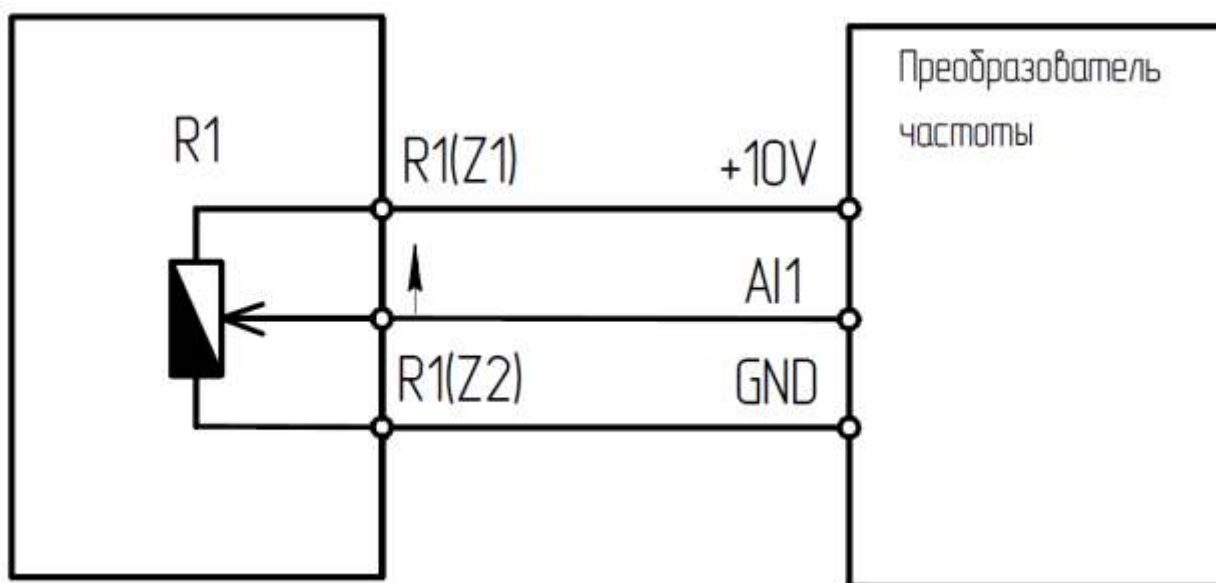 Преобразователь
частоты
R1
R1(Z1)
+10V
AI1
R1(Z2)
GND